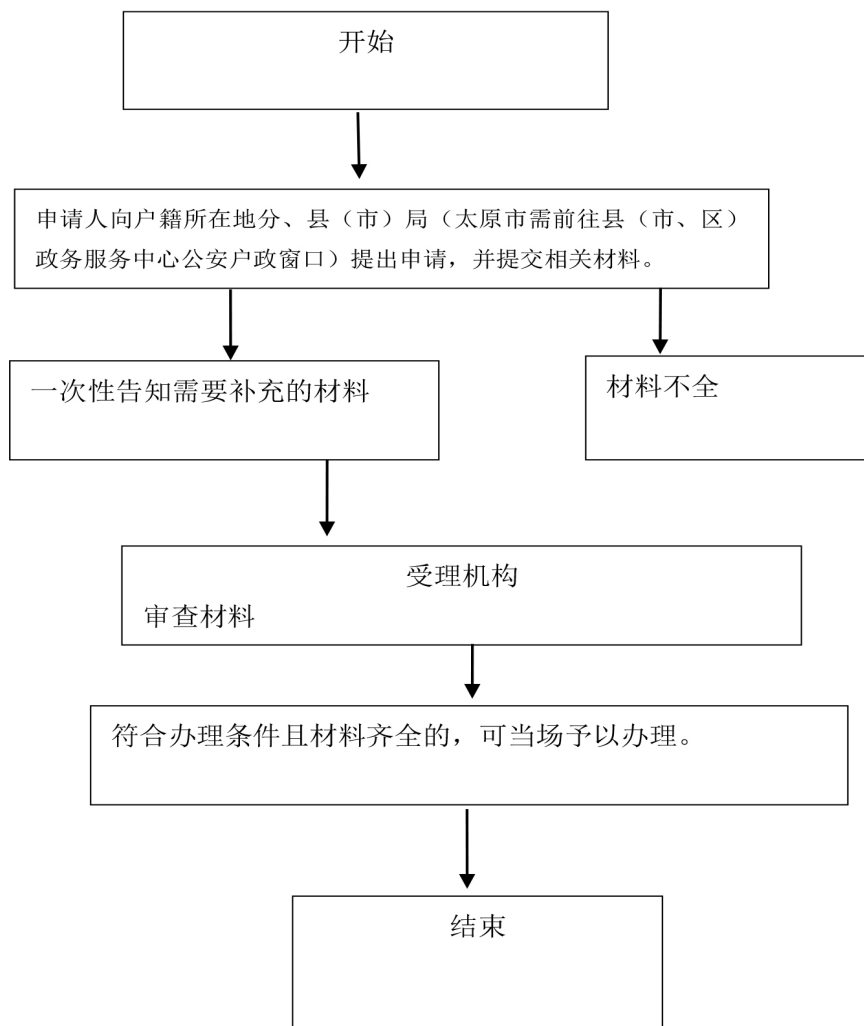 开始
申请人向户籍所在地分、县（市）局（太原市需前往县（市、区）
政务服务中心公安户政窗口）提出申请，并提交相关材料。
一次性告知需要补充的材料
材料不全
受理机构
审查材料
符合办理条件且材料齐全的，可当场予以办理。
结束